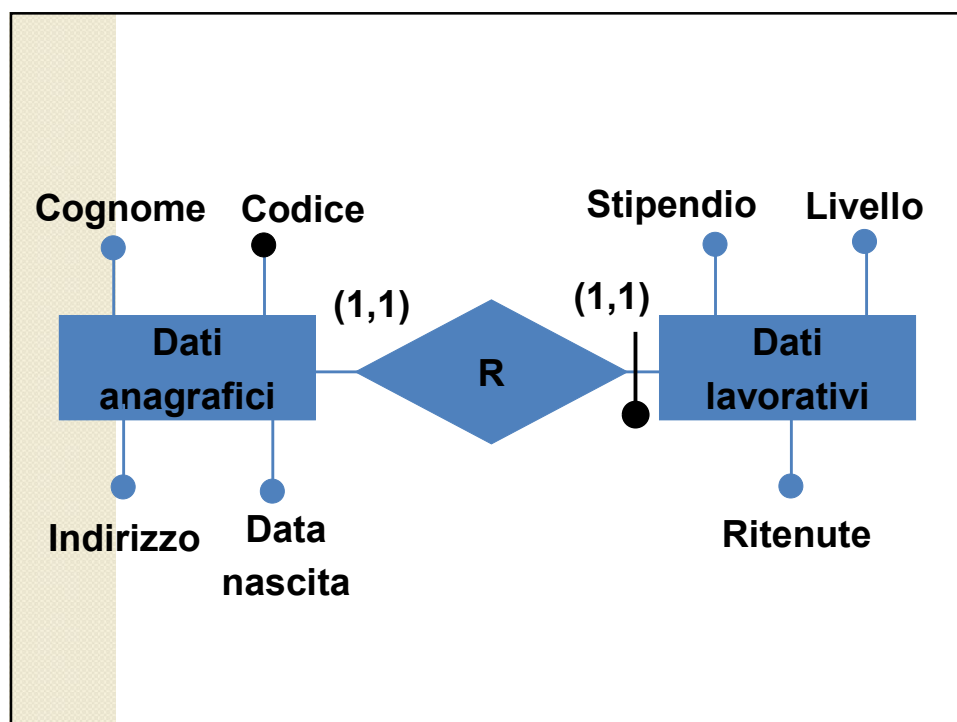 Cognome
Codice
Stipendio
Livello
(1,1)
(1,1)
Dati
anagrafici
R
Dati
lavorativi
Indirizzo
Data
nascita
Ritenute